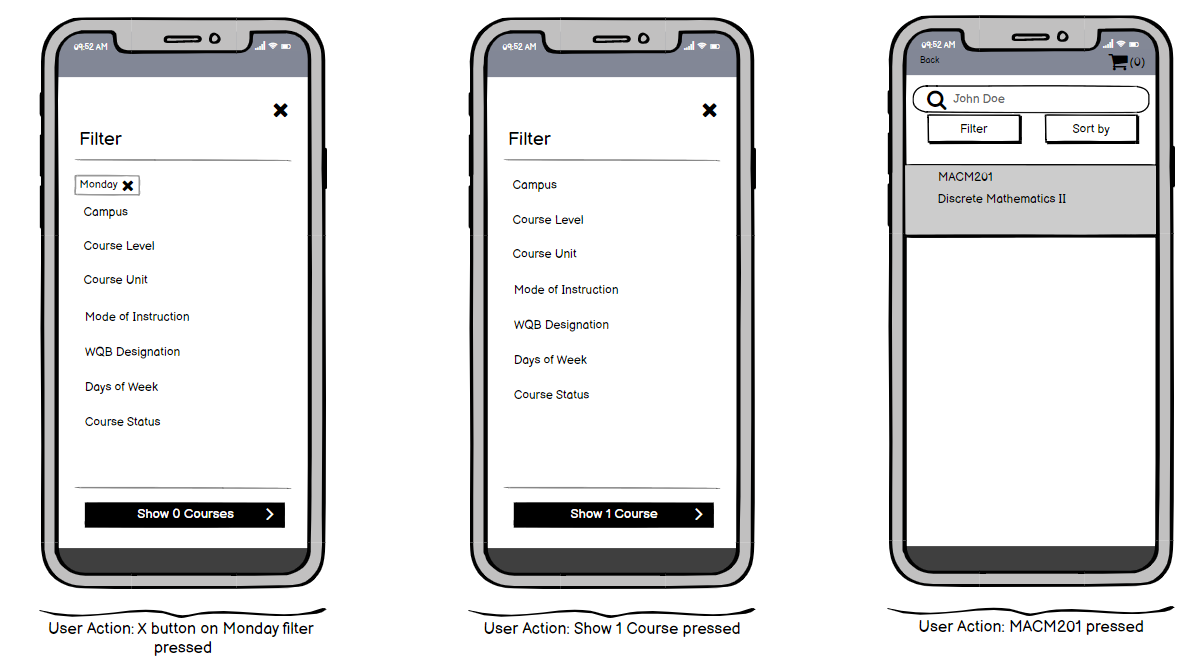 09:52 AM
Filter
Monday
Campus
Course Level
Course Unit
Mode of Instruction
WQB Designation
Days of Week
Course Status
Show 0 Courses
User Action: X button on Monday filter
pressed
09:52 AM
Filter
Campus
Course Level
Course Unit
Mode of Instruction
WQB Designation
Days of Week
Course Status
Show 1 Course
User Action: Show 1 Course pressed
09:52 AM
Back
(0)
John Doe
Filter
Sort by
MACM201
Discrete Mathematics II
User Action: MACM201 pressed